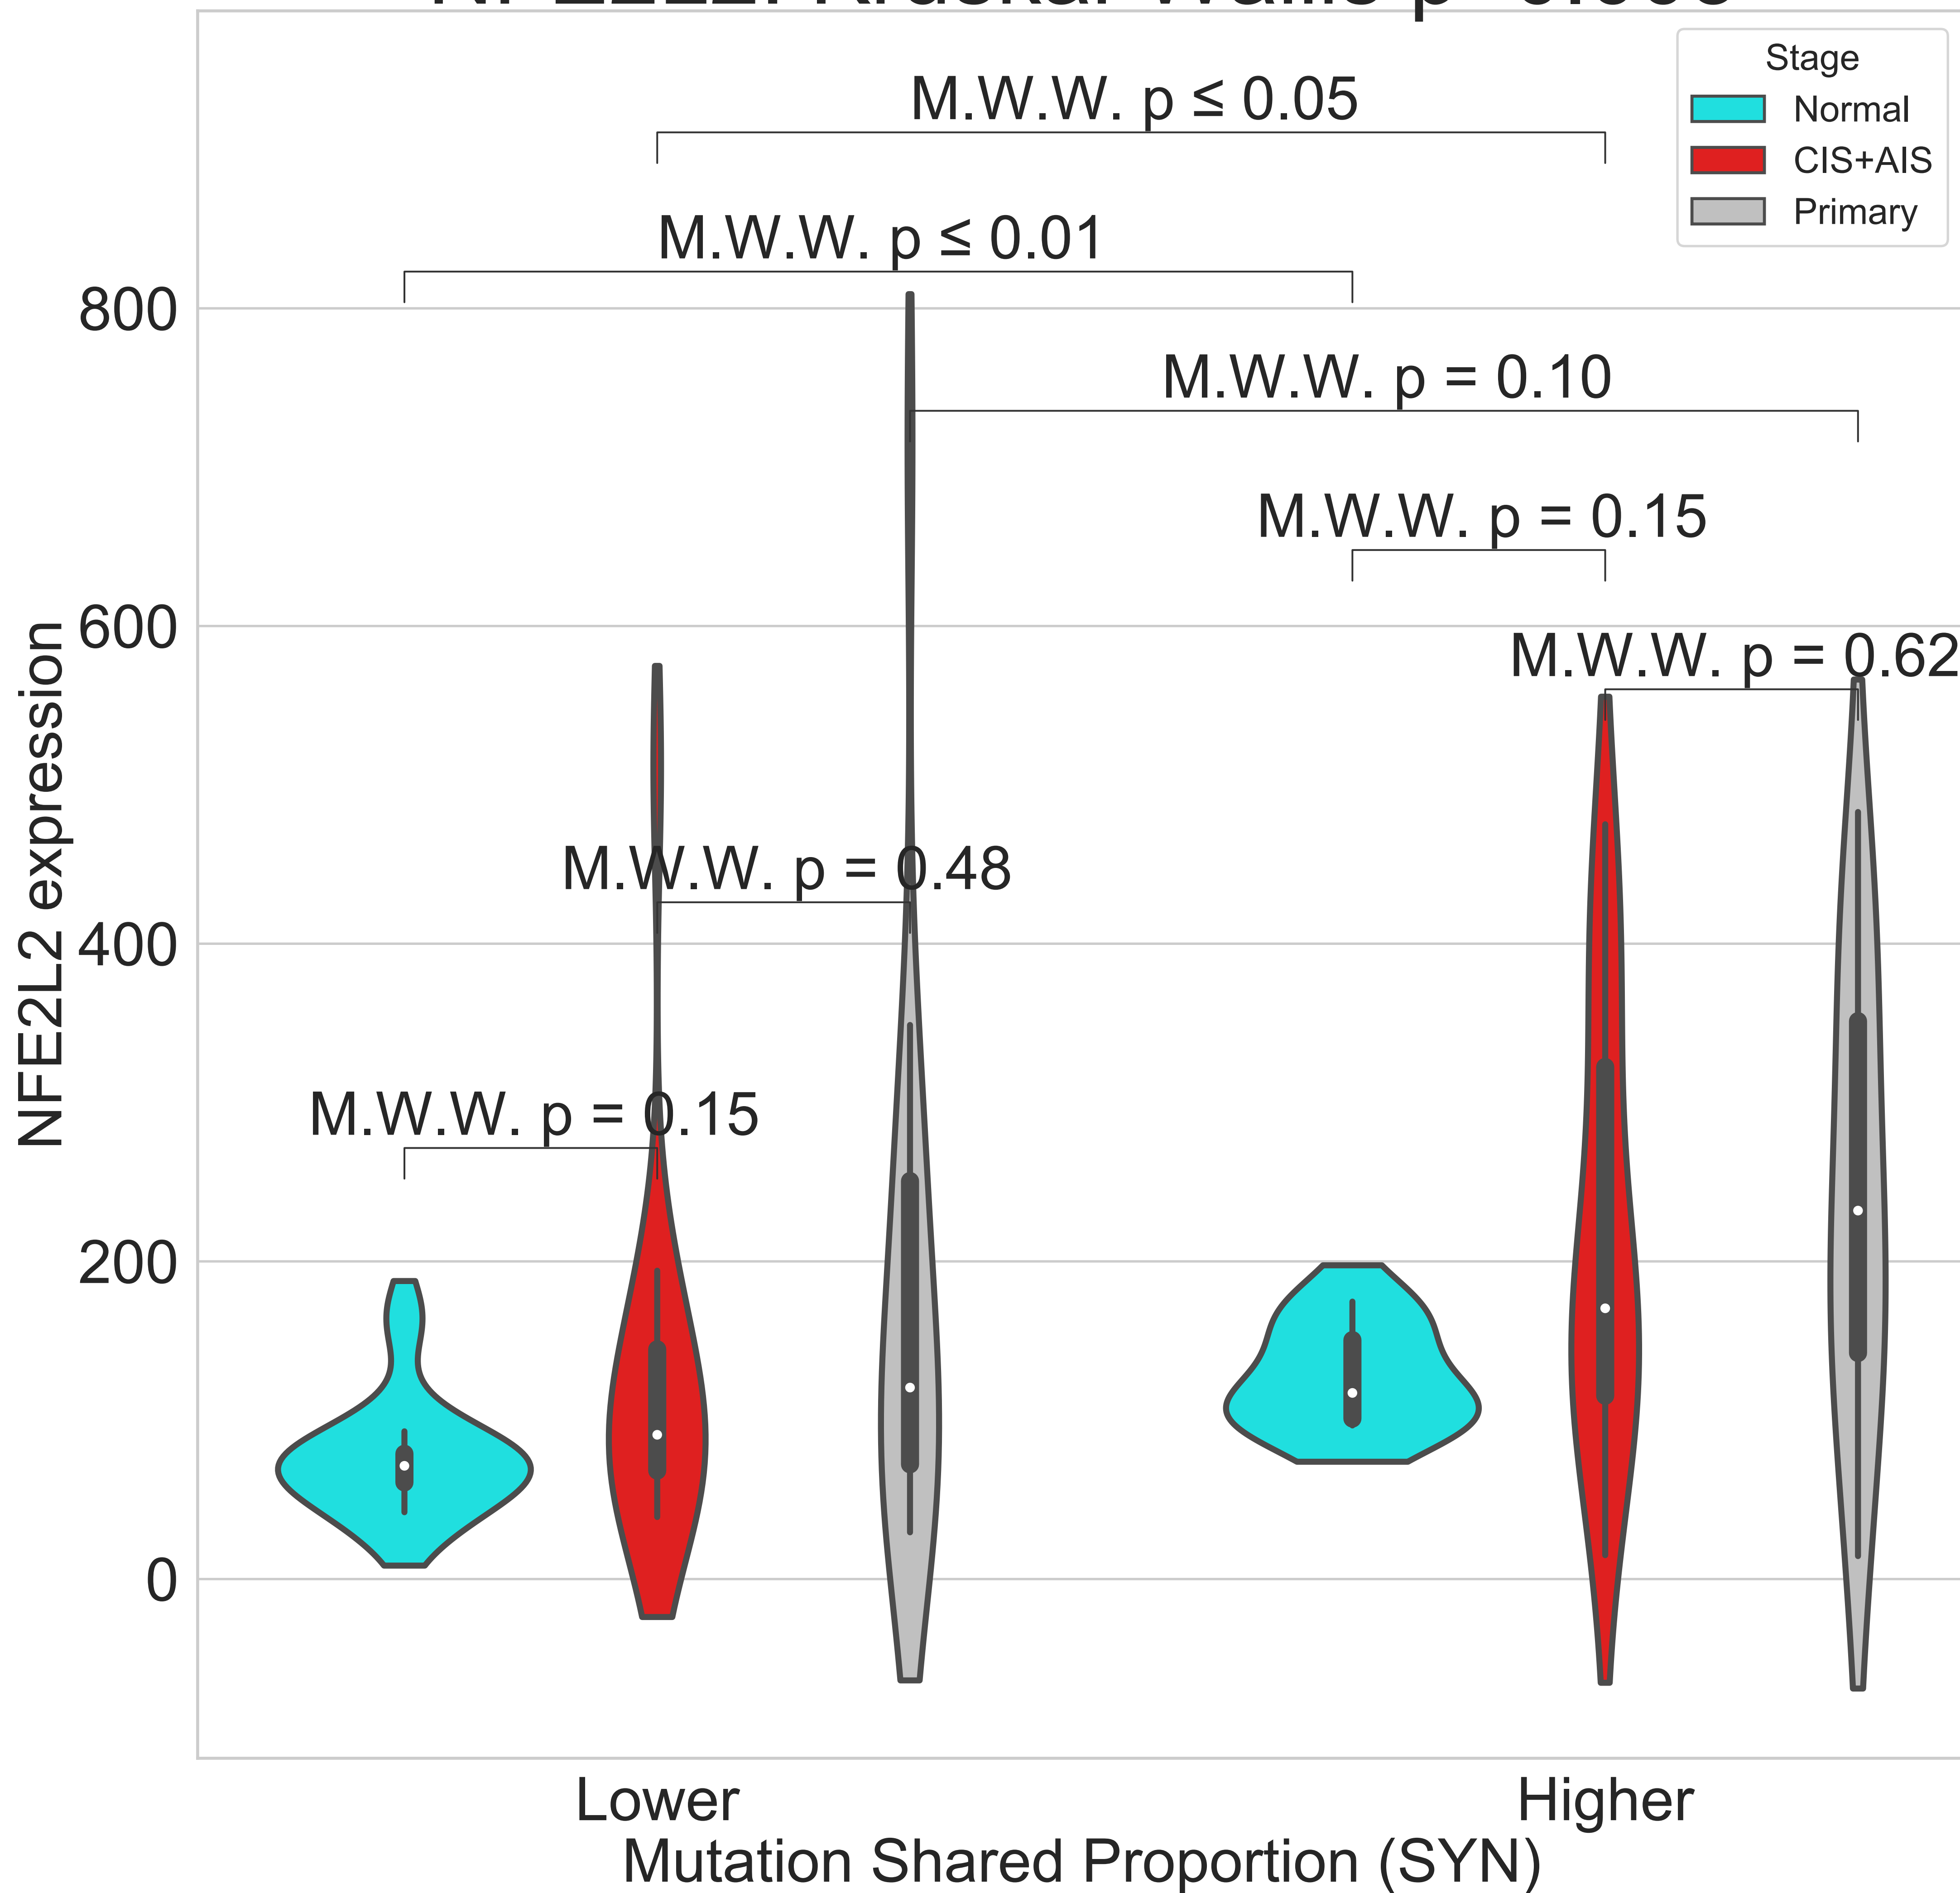 Stage
Normal
CIS+AIS
Primary
M.W.W. p ≤ 0.05
M.W.W. p ≤ 0.01
800
M.W.W. p = 0.10
M.W.W. p = 0.15
600
M.W.W. p = 0.62
M.W.W. p = 0.48
400
M.W.W. p = 0.15
200
0
NFE2L2 expression
Lower
Higher
Mutation Shared Proportion (SYN)